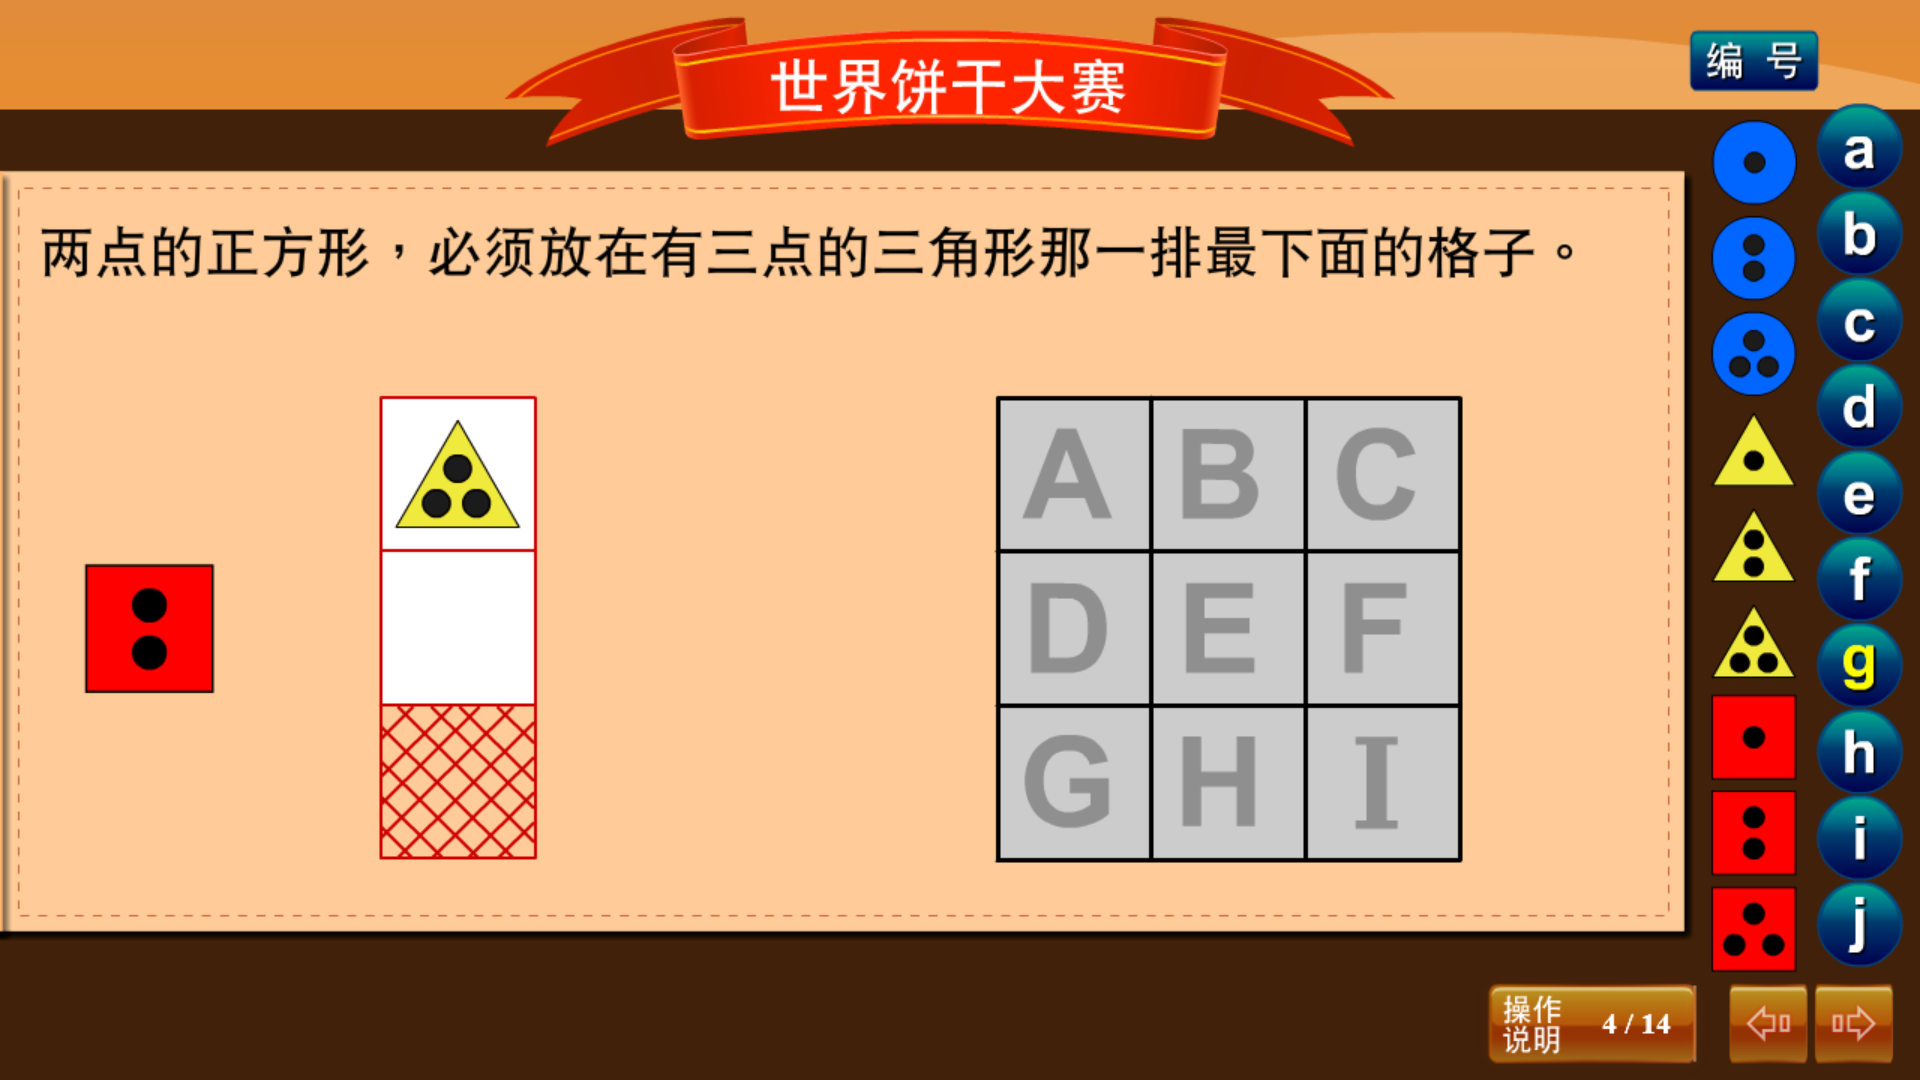 世界饼干大赛
编 号
两点的正方形，必须放在有三点的三角形那一排最下面的格子。
A B C
D E F
G H I
a
b
c
d
e
f
g
h
i
j
操作
说明
4 / 14